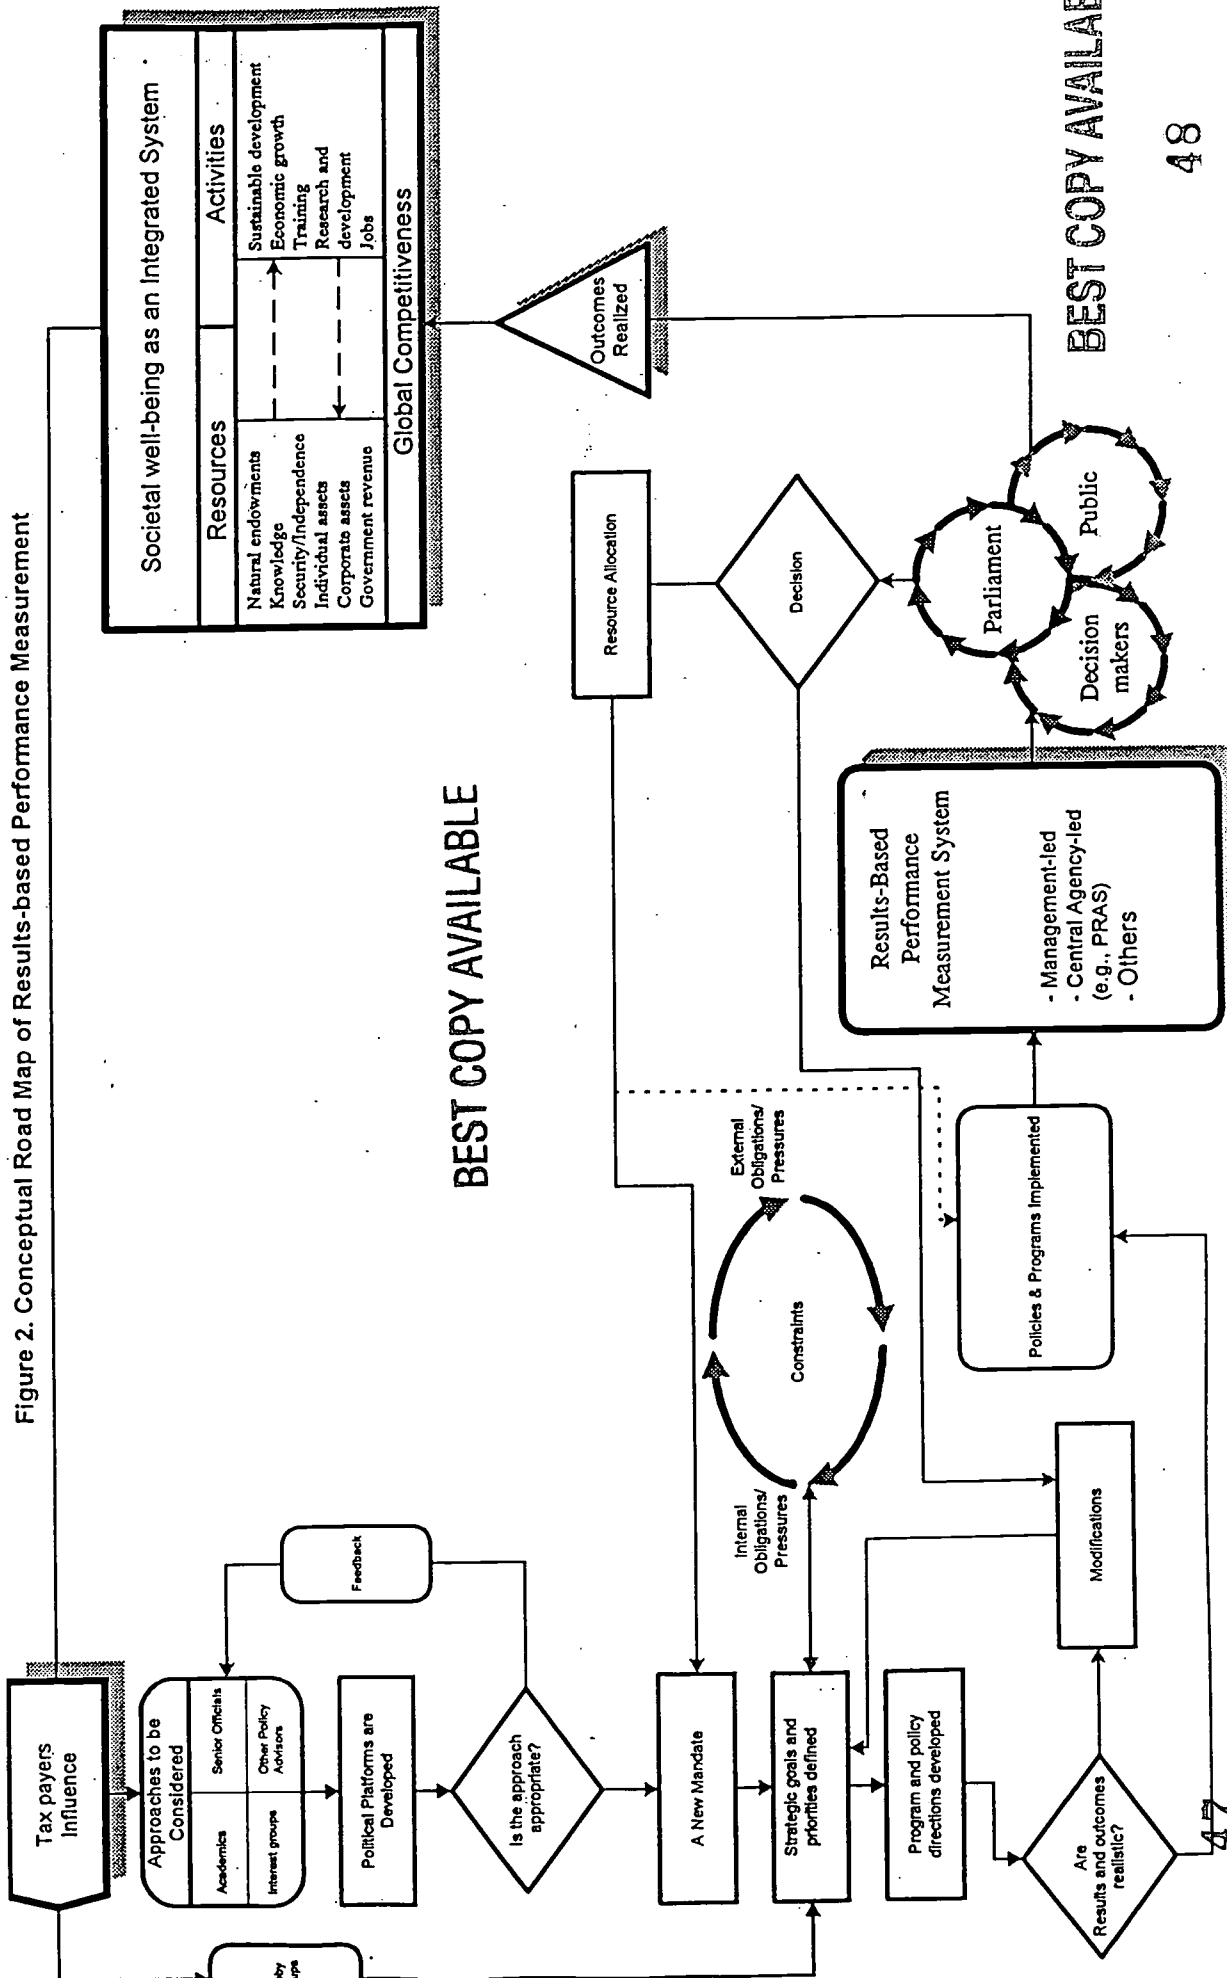 Figure 2. Conceptual Road Map of Results-based Performance Measurement
Tax payers
Influence
Approaches to be
Considered
Academics
Senior Officials
Interest groups
Other Policy
Advisors
Feedback
Political Platforms are
Developed
Is the approach
appropriate?
A New Mandate
Strategic goals and
priorities defined
Program and policy
directions developed
Are
Results and outcomes
realistic?
Modifications
Internal
Obligations/
Pressures
Constraints
External
Obligations/
Pressures
Policies & Programs Implemented
Results-Based
Performance
Measurement System
- Management-led
- Central Agency-led
(e.g., PRAS)
- Others
Decision
makers
Parliament
Public
Decision
Resource Allocation
Outcomes
Realized
Societal well-being as an Integrated System
Resources
Activities
Natural endowments
Knowledge
Security/Independence
Individual assets
Corporate assets
Government revenue
Sustainable development
Economic growth
Training
Research and
development
Jobs
Global Competitiveness
BEST COPY AVAILABLE
BEST COPY
47
48